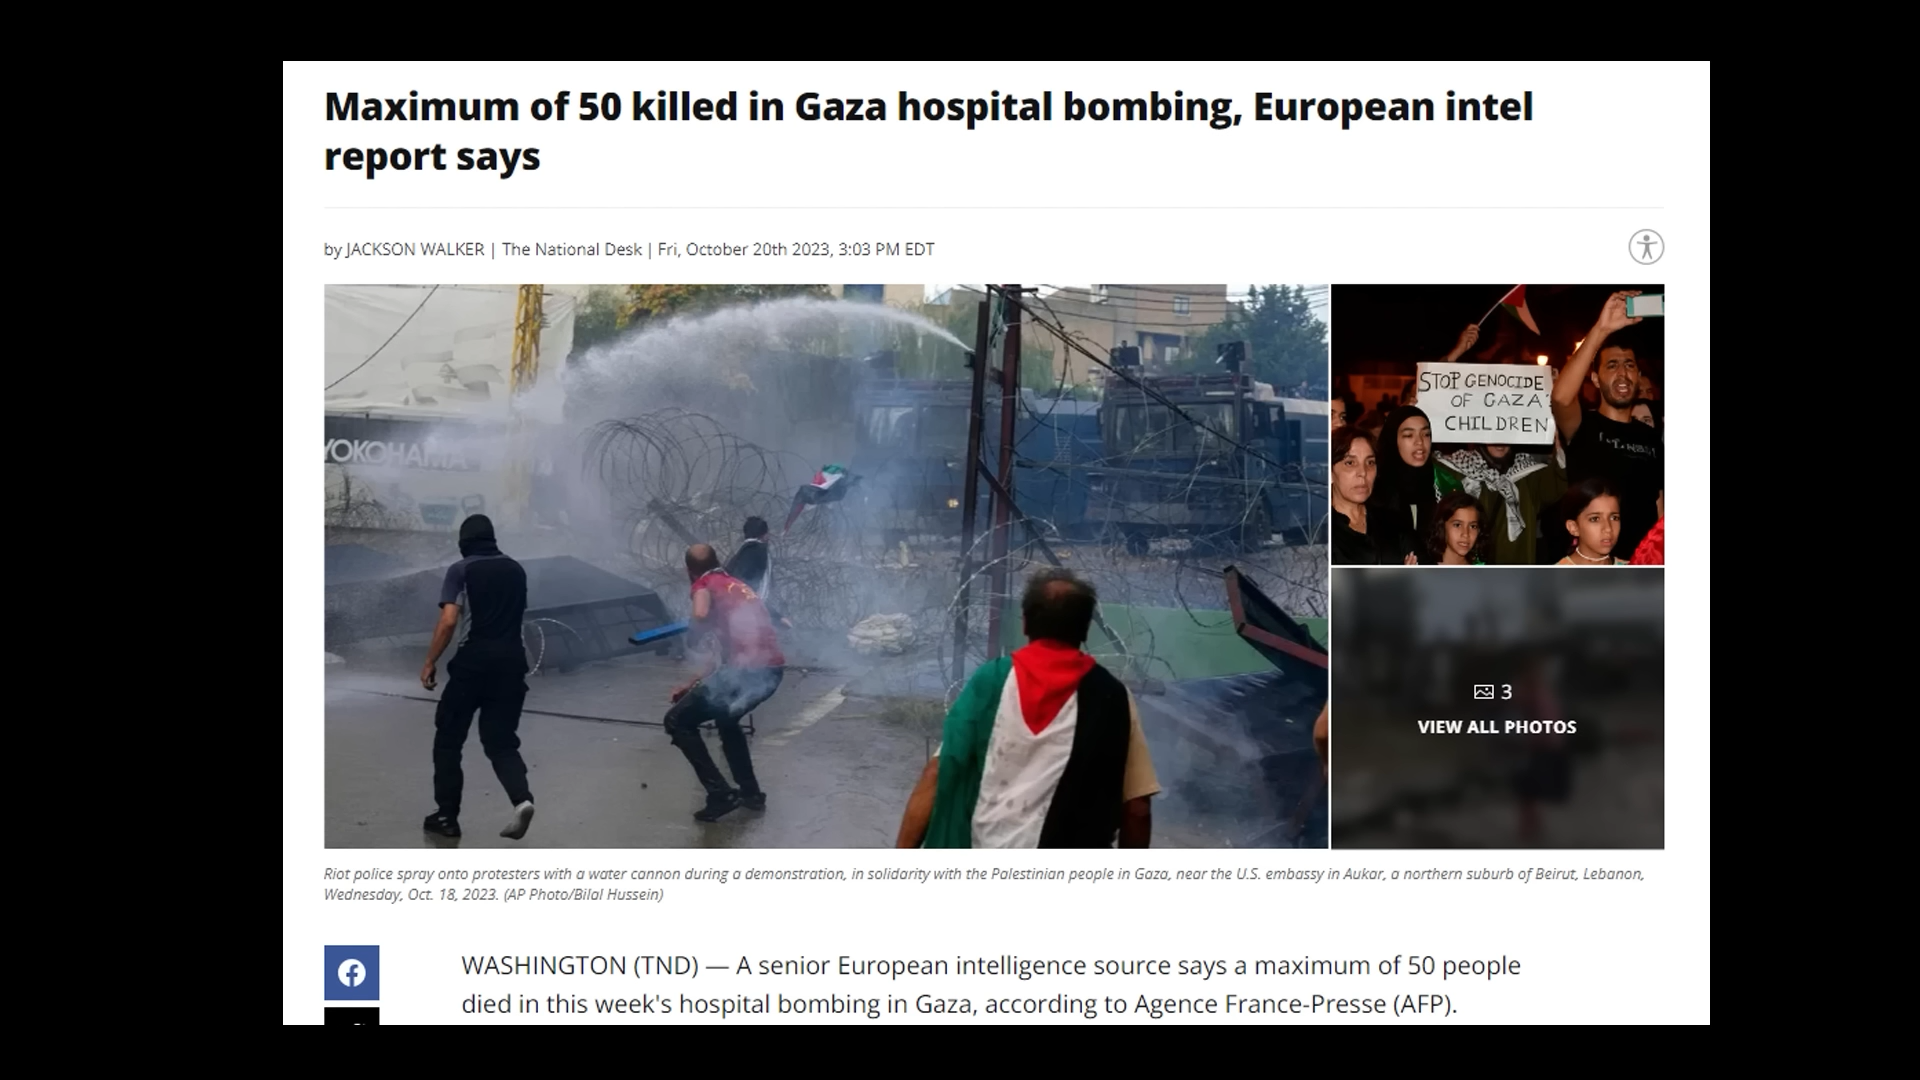 Maximum of 50 killed in Gaza hospital bombing, European intel
report says
by JACKSON WALKER | The National Desk | Fri, October 20th 2023, 3:03 PM EDT
YOKOHAMA
STOP GENOCIDE
OF GAZA'S
CHILDREN
3
VIEW ALL PHOTOS
Riot police spray onto protesters with a water cannon during a demonstration, in solidarity with the Palestinian people in Gaza, near the U.S. embassy in Aukar, a northern suburb of Beirut, Lebanon,
Wednesday, Oct. 18, 2023. (AP Photo/Bilal Hussein)
WASHINGTON (TND) — A senior European intelligence source says a maximum of 50 people
died in this week's hospital bombing in Gaza, according to Agence France-Presse (AFP).